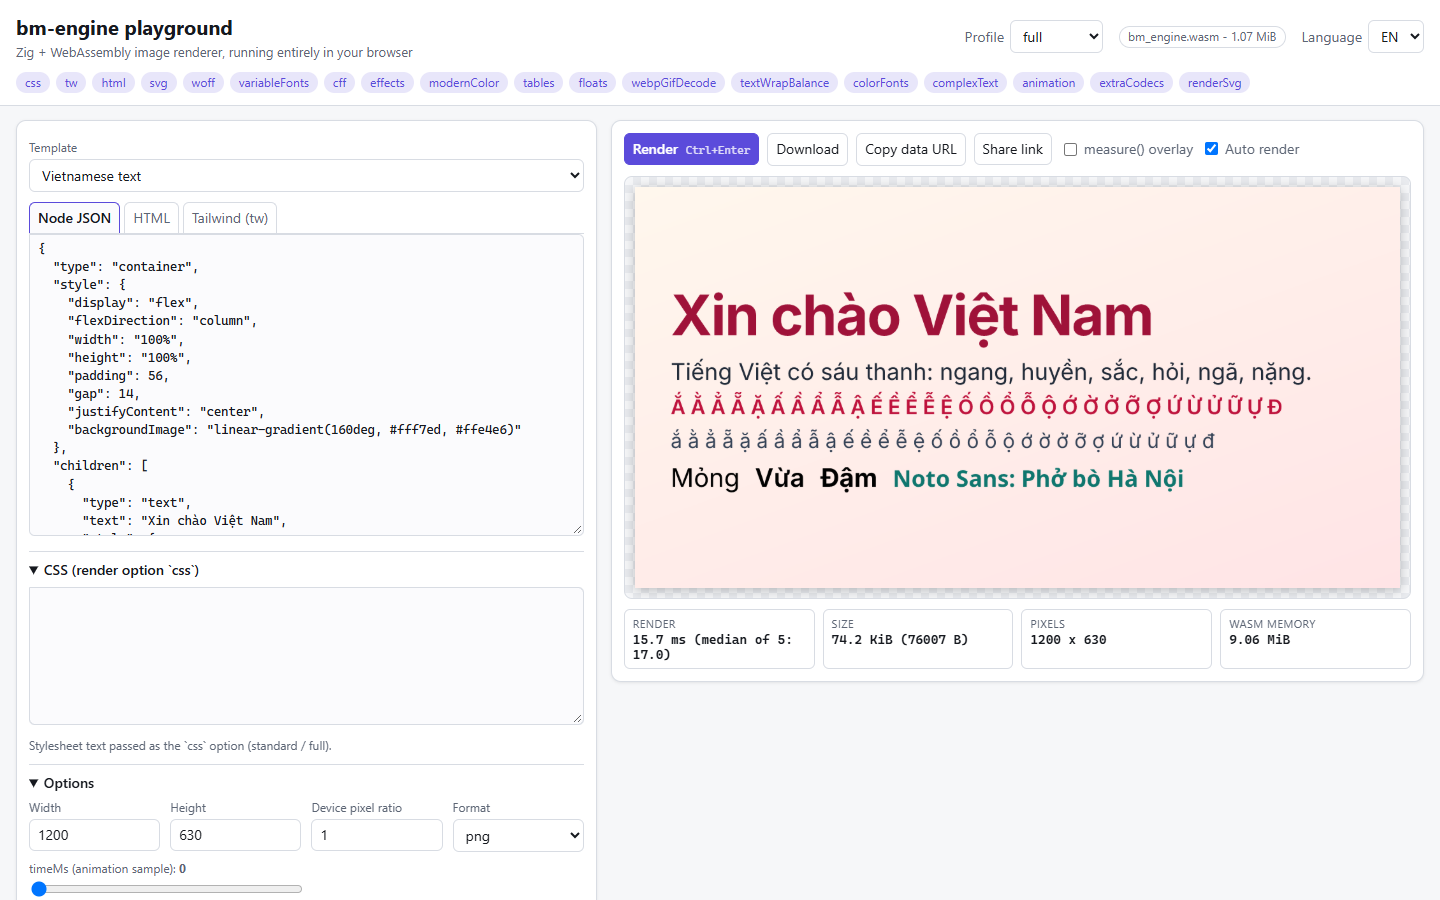 bm-engine playground
Zig + WebAssembly image renderer, running entirely in your browser
Profile full bm_engine.wasm - 1.07 MiB Language EN
css tw html svg woff variableFonts cff effects modernColor tables floats webpGifDecode textWrapBalance colorFonts complexText animation extraCodecs renderSvg
Template
Vietnamese text
Node JSON HTML Tailwind (tw)
{
  "type": "container",
  "style": {
    "display": "flex",
    "flexDirection": "column",
    "width": "100%",
    "height": "100%",
    "padding": 56,
    "gap": 14,
    "justifyContent": "center",
    "backgroundImage": "linear-gradient(160deg, #fff7ed, #ffe4e6)"
  },
  "children": [
    {
      "type": "text",
      "text": "Xin chào Việt Nam",
▼ CSS (render option `css`)
Stylesheet text passed as the `css` option (standard / full).
▼ Options
Width Height Device pixel ratio Format
1200 630 1 png
timeMs (animation sample): 0
Render Ctrl+Enter Download Copy data URL Share link measure() overlay Auto render
Xin chào Việt Nam
Tiếng Việt có sáu thanh: ngang, huyền, sắc, hỏi, ngã, nặng.
Ắ Ằ Ẳ Ẵ Ặ Ấ Ầ Ẩ Ẫ Ậ Ế Ề Ể Ễ Ệ Ố Ồ Ổ Ỗ Ộ Ớ Ờ Ở Ỡ Ợ Ứ Ừ Ử Ữ Ự Đ
ắ ằ ẳ ẵ ặ ấ ầ ẩ ẫ ậ ế ề ể ễ ệ ố ồ ổ ỗ ộ ớ ờ ở ỡ ợ ứ ừ ử ữ ự đ
Mỏng Vừa Đậm Noto Sans: Phở bò Hà Nội
RENDER
15.7 ms (median of 5:
17.0)
SIZE
74.2 KiB (76007 B)
PIXELS
1200 x 630
WASM MEMORY
9.06 MiB